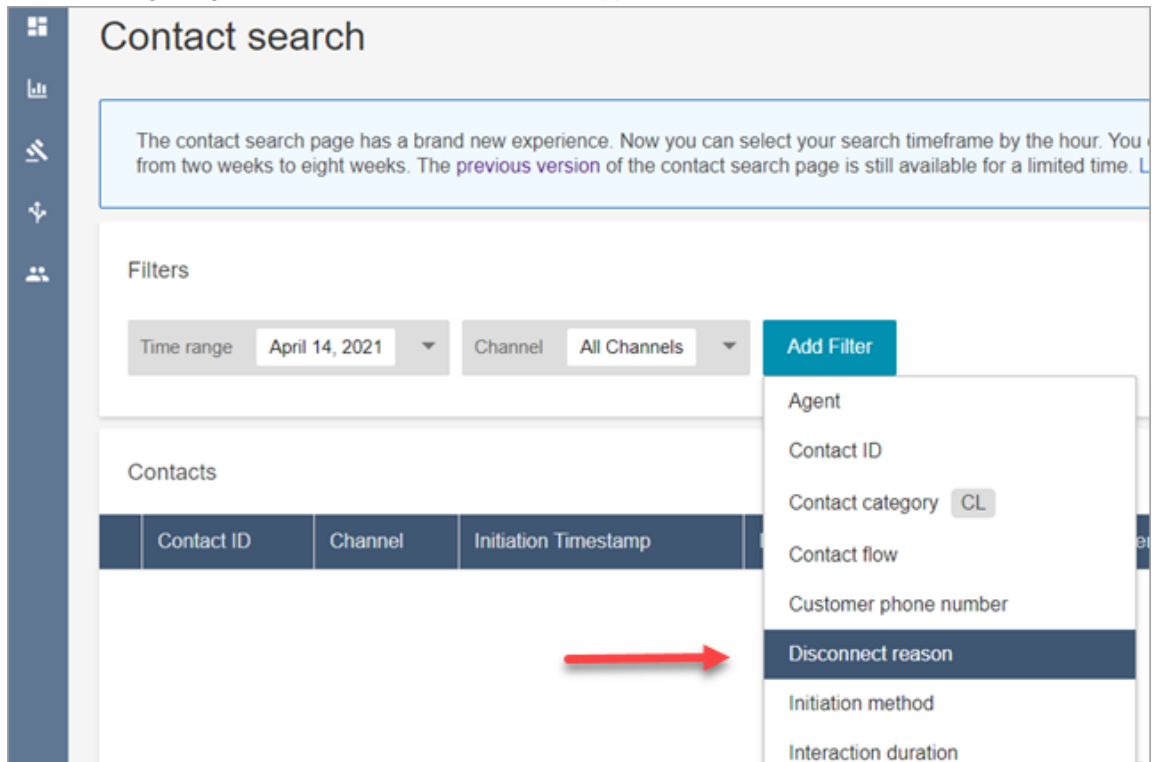 Contact search
The contact search page has a brand new experience. Now you can select your search timeframe by the hour. You
from two weeks to eight weeks. The previous version of the contact search page is still available for a limited time. L
Filters
Time range April 14, 2021 Channel All Channels Add Filter
Agent
Contact ID
Contacts
Contact category CL
Contact ID Channel Initiation Timestamp
Contact flow
Customer phone number
Disconnect reason
Initiation method
Interaction duration